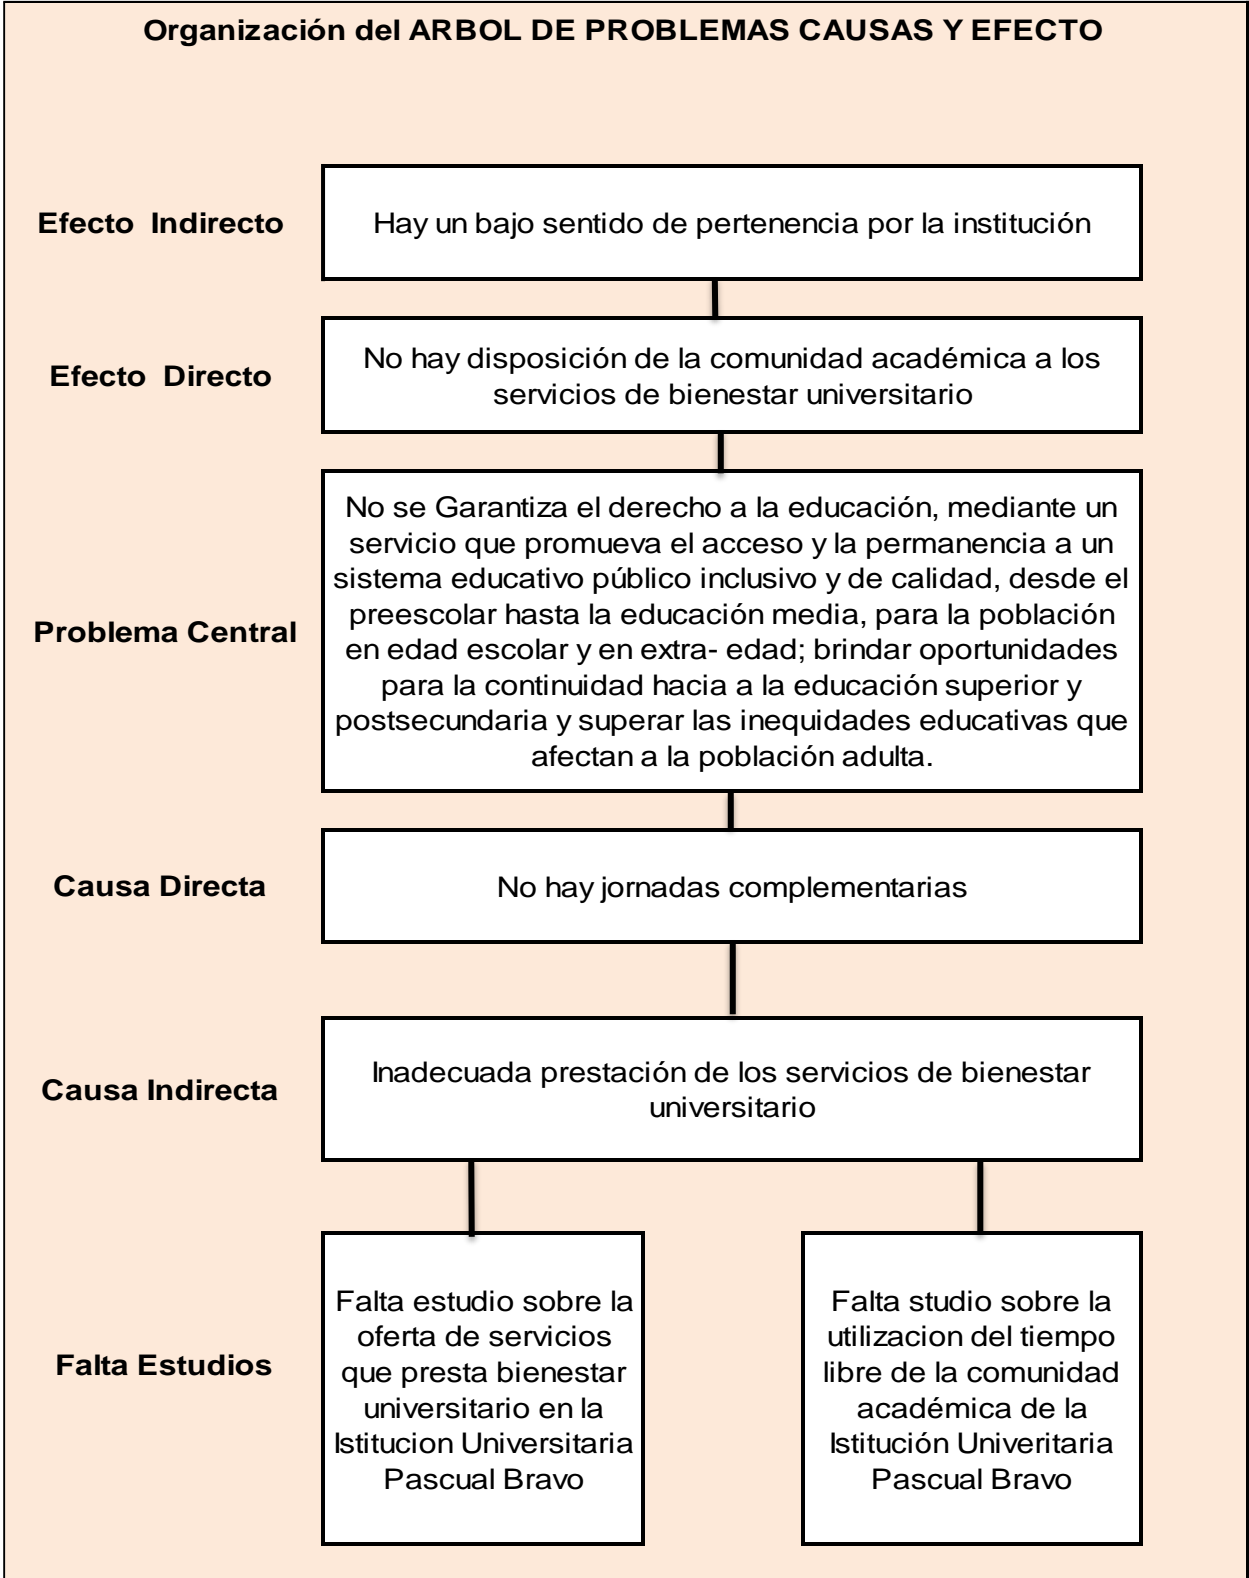 Organización del ARBOL DE PROBLEMAS CAUSAS Y EFECTO
Efecto Indirecto
Hay un bajo sentido de pertenencia por la institución
Efecto Directo
No hay disposición de la comunidad académica a los
servicios de bienestar universitario
Problema Central
No se Garantiza el derecho a la educación, mediante un
servicio que promueva el acceso y la permanencia a un
sistema educativo público inclusivo y de calidad, desde el
preescolar hasta la educación media, para la población
en edad escolar y en extra- edad; brindar oportunidades
para la continuidad hacia a la educación superior y
postsecundaria y superar las inequidades educativas que
afectan a la población adulta.
Causa Directa
No hay jornadas complementarias
Causa Indirecta
Inadecuada prestación de los servicios de bienestar
universitario
Falta Estudios
Falta estudio sobre la
oferta de servicios
que presta bienestar
universitario en la
Istitucion Universitaria
Pascual Bravo
Falta studio sobre la
utilizacion del tiempo
libre de la comunidad
académica de la
Istitución Univeritaria
Pascual Bravo